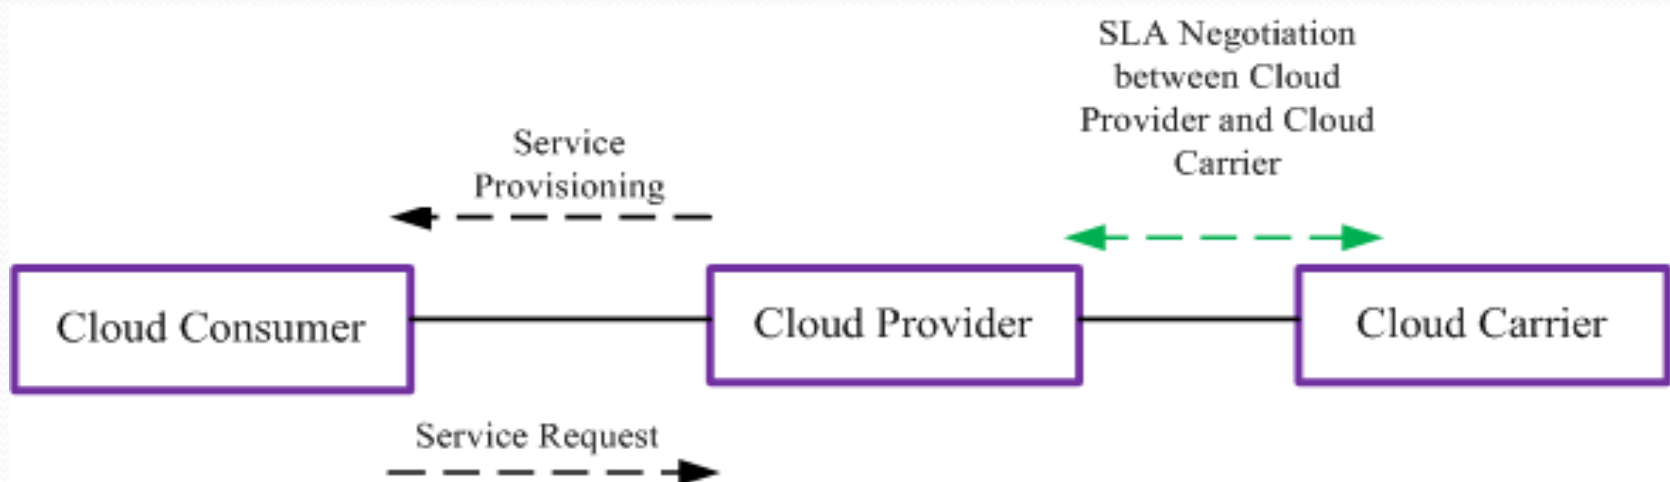 SLA Negotiation
between Cloud
Provider and Cloud
Carrier
Service
Provisioning
Cloud Consumer
Cloud Provider
Cloud Carrier
Service Request